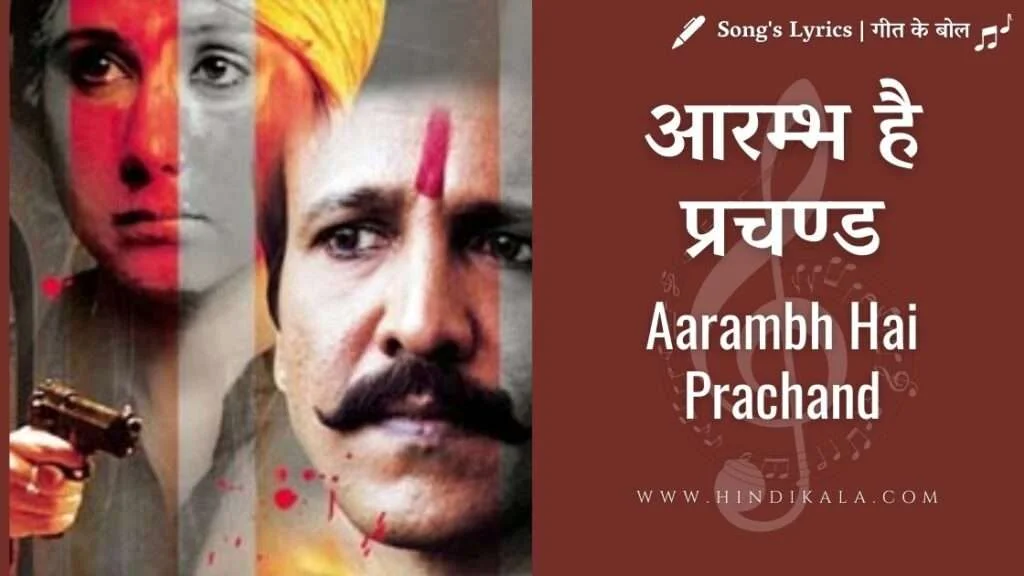 Song's Lyrics | गीत के बोल
आरम्भ है
प्रचण्ड
Aarambh Hai
Prachand
WWW.HINDIKALA.COM